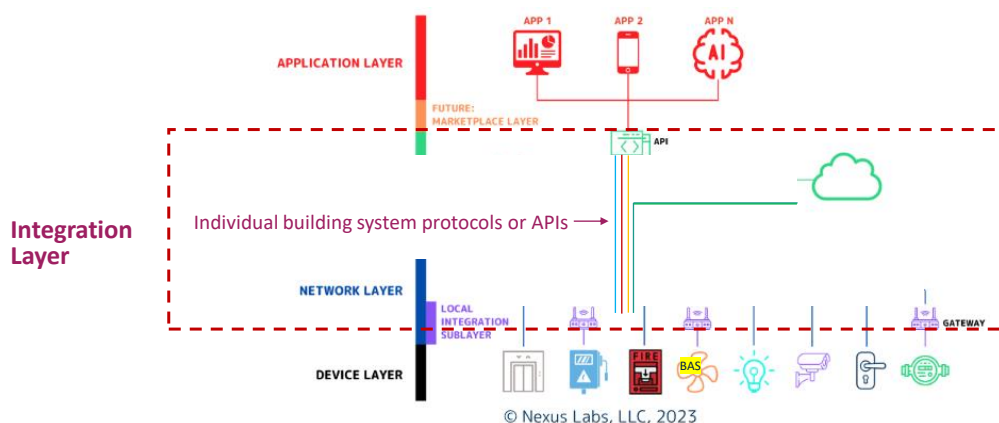 APP 1
APP 2
APP N
AI
APPLICATION LAYER
FUTURE:
MARKETPLACE LAYER
API
Individual building system protocols or APIs
Integration
Layer
NETWORK LAYER
LOCAL
INTEGRATION
SUBLAYER
GATEWAY
DEVICE LAYER
FIRE
BAS
© Nexus Labs, LLC, 2023